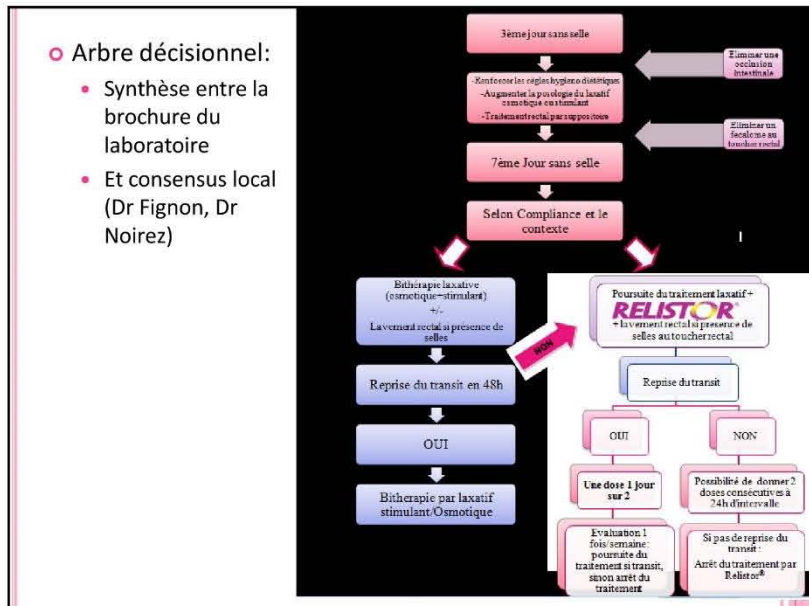 Arbre décisionnel:
Synthèse entre la
brochure du
laboratoire
Et consensus local
(Dr Fignon, Dr
Noirez)
3ème jour sans selle
Eliminer une
occlusion
intestinale
-Renforcer les règles hygieno diététiques
-Augmenter la posologie du laxatif
osmotique ou stimulant
-Traitement rectal par suppositoire
Eliminer un
fecalome au
toucher rectal
7ème Jour sans selle
Selon Compliance et le
contexte
Bithérapie laxative
(osmotique+stimulant)
+/-
Lavement rectal si présence de
selles
NON
Reprise du transit en 48h
OUI
Bitherapie par laxatif
stimulant/Osmotique
Poursuite du traitement laxatif +
RELISTOR®
+ lavement rectal si presence de
selles au toucher rectal
Reprise du transit
OUI
NON
Une dose 1 jour
sur 2
Possibilité de donner 2
doses consécutives à
24h d'intervalle
Evaluation 1
fois/semaine:
poursuite du
traitement si transit,
sinon arrêt du
traitement
Si pas de reprise du
transit :
Arrêt du traitement par
Relistor®